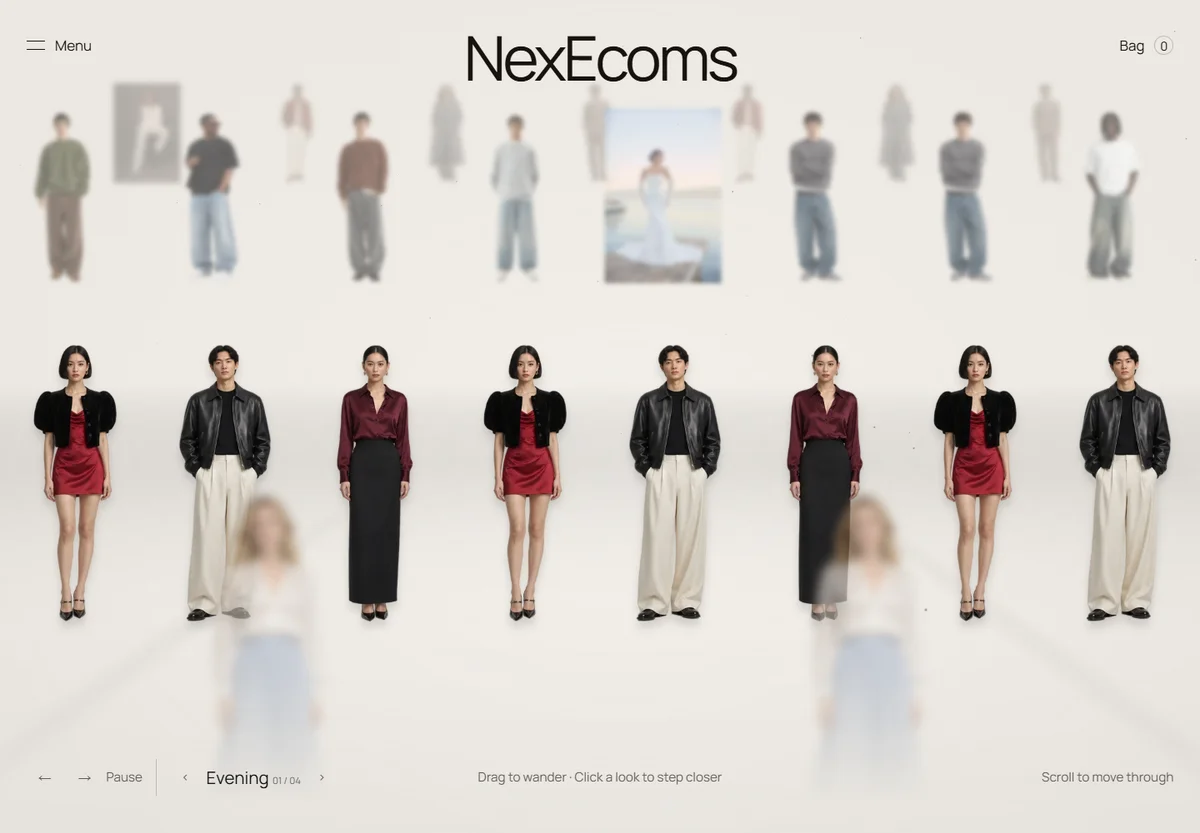 Menu
NexEcoms
Bag 0
← → Pause
‹ Evening 01 / 04 ›
Drag to wander · Click a look to step closer
Scroll to move through